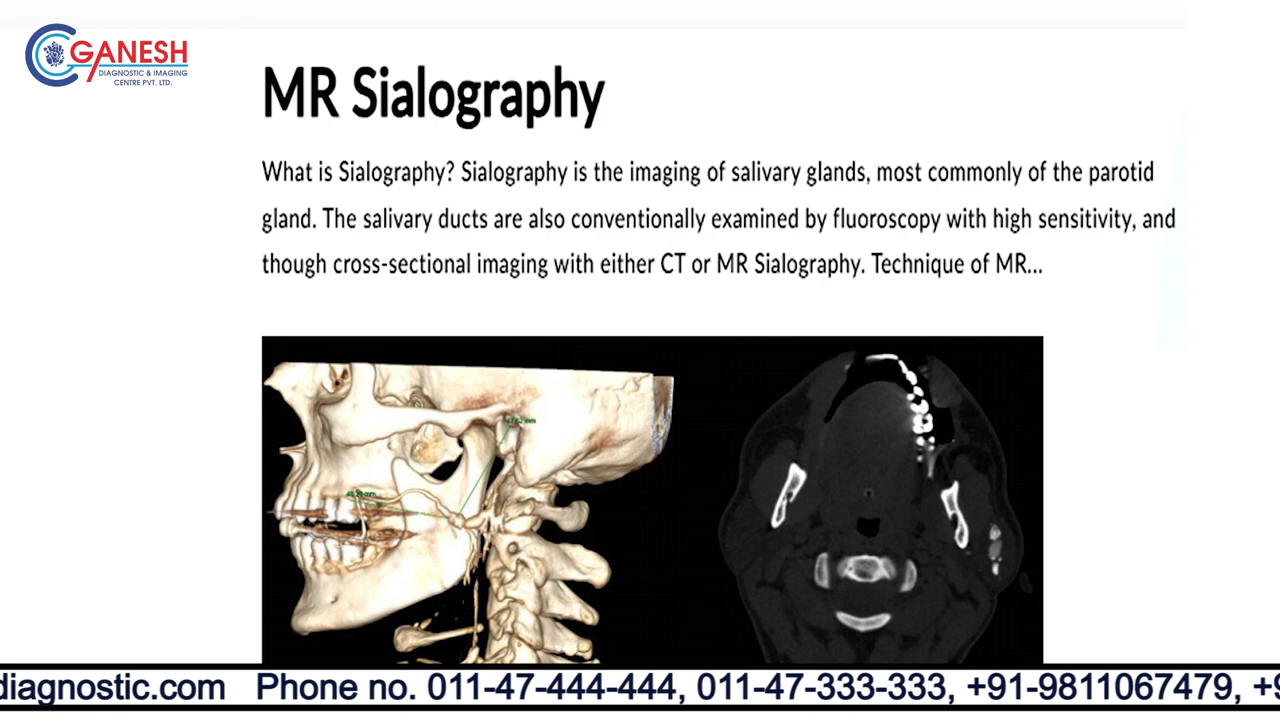 GANESH
DIAGNOSTIC & IMAGING
CENTRE PVT. LTD.
MR Sialography
What is Sialography? Sialography is the imaging of salivary glands, most commonly of the parotid
gland. The salivary ducts are also conventionally examined by fluoroscopy with high sensitivity, and
though cross-sectional imaging with either CT or MR Sialography. Technique of MR...
diagnostic.com Phone no. 011-47-444-444, 011-47-333-333, +91-9811067479, +9